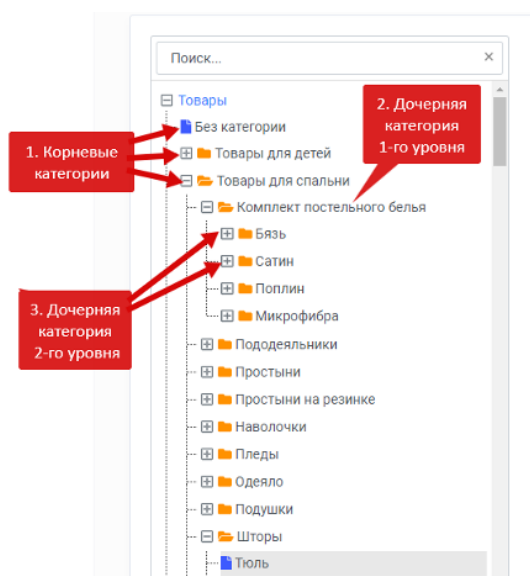 Поиск...
Товары
Без категории
Товары для детей
Товары для спальни
Комплект постельного белья
Бязь
Сатин
Поплин
Микрофибра
Пододеяльники
Простыни
Простыни на резинке
Наволочки
Пледы
Одеяло
Подушки
Шторы
Тюль
1. Корневые
категории
2. Дочерняя
категория
1-го уровня
3. Дочерняя
категория
2-го уровня